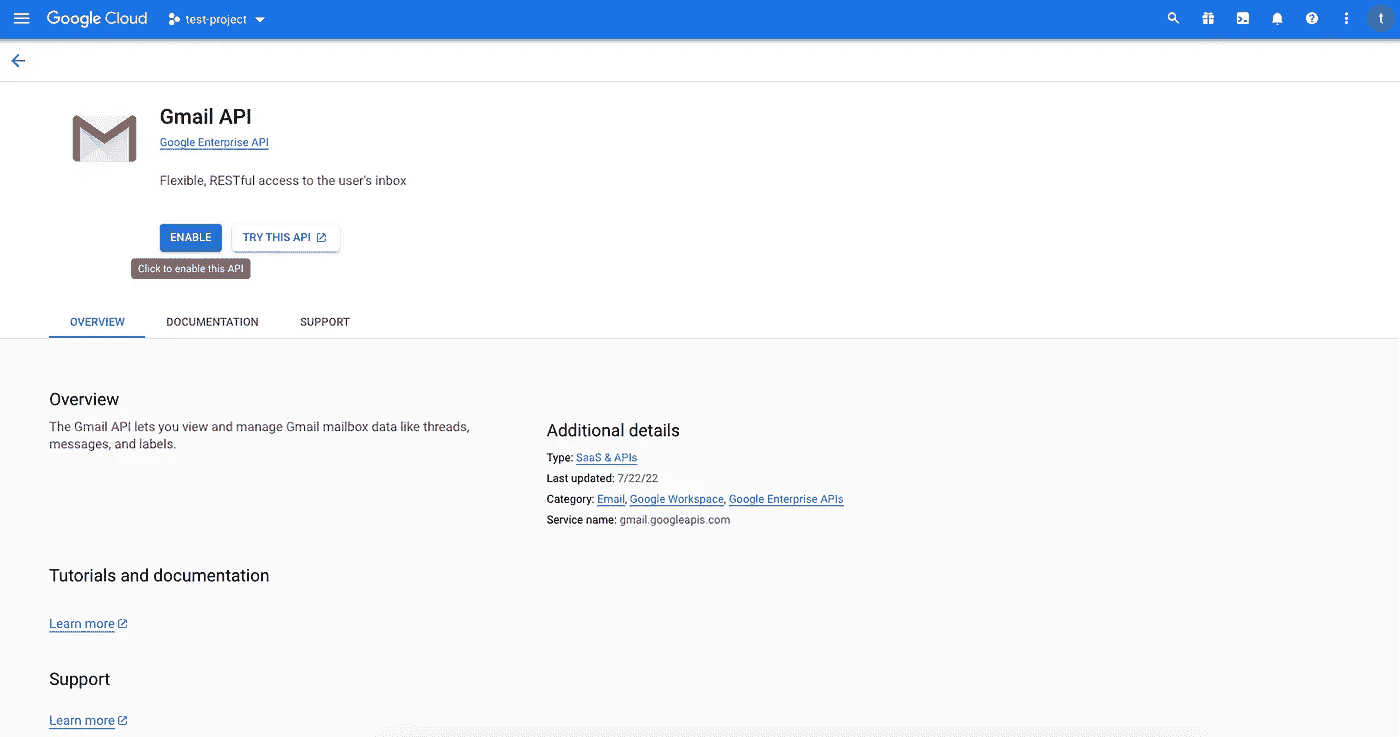 Google Cloud test-project t
Gmail API
Google Enterprise API
Flexible, RESTful access to the user's inbox
ENABLE TRY THIS API
Click to enable this API
OVERVIEW DOCUMENTATION SUPPORT
Overview
The Gmail API lets you view and manage Gmail mailbox data like threads,
messages, and labels.
Additional details
Type: SaaS & APIs
Last updated: 7/22/22
Category: Email, Google Workspace, Google Enterprise APIs
Service name: gmail.googleapis.com
Tutorials and documentation
Learn more
Support
Learn more